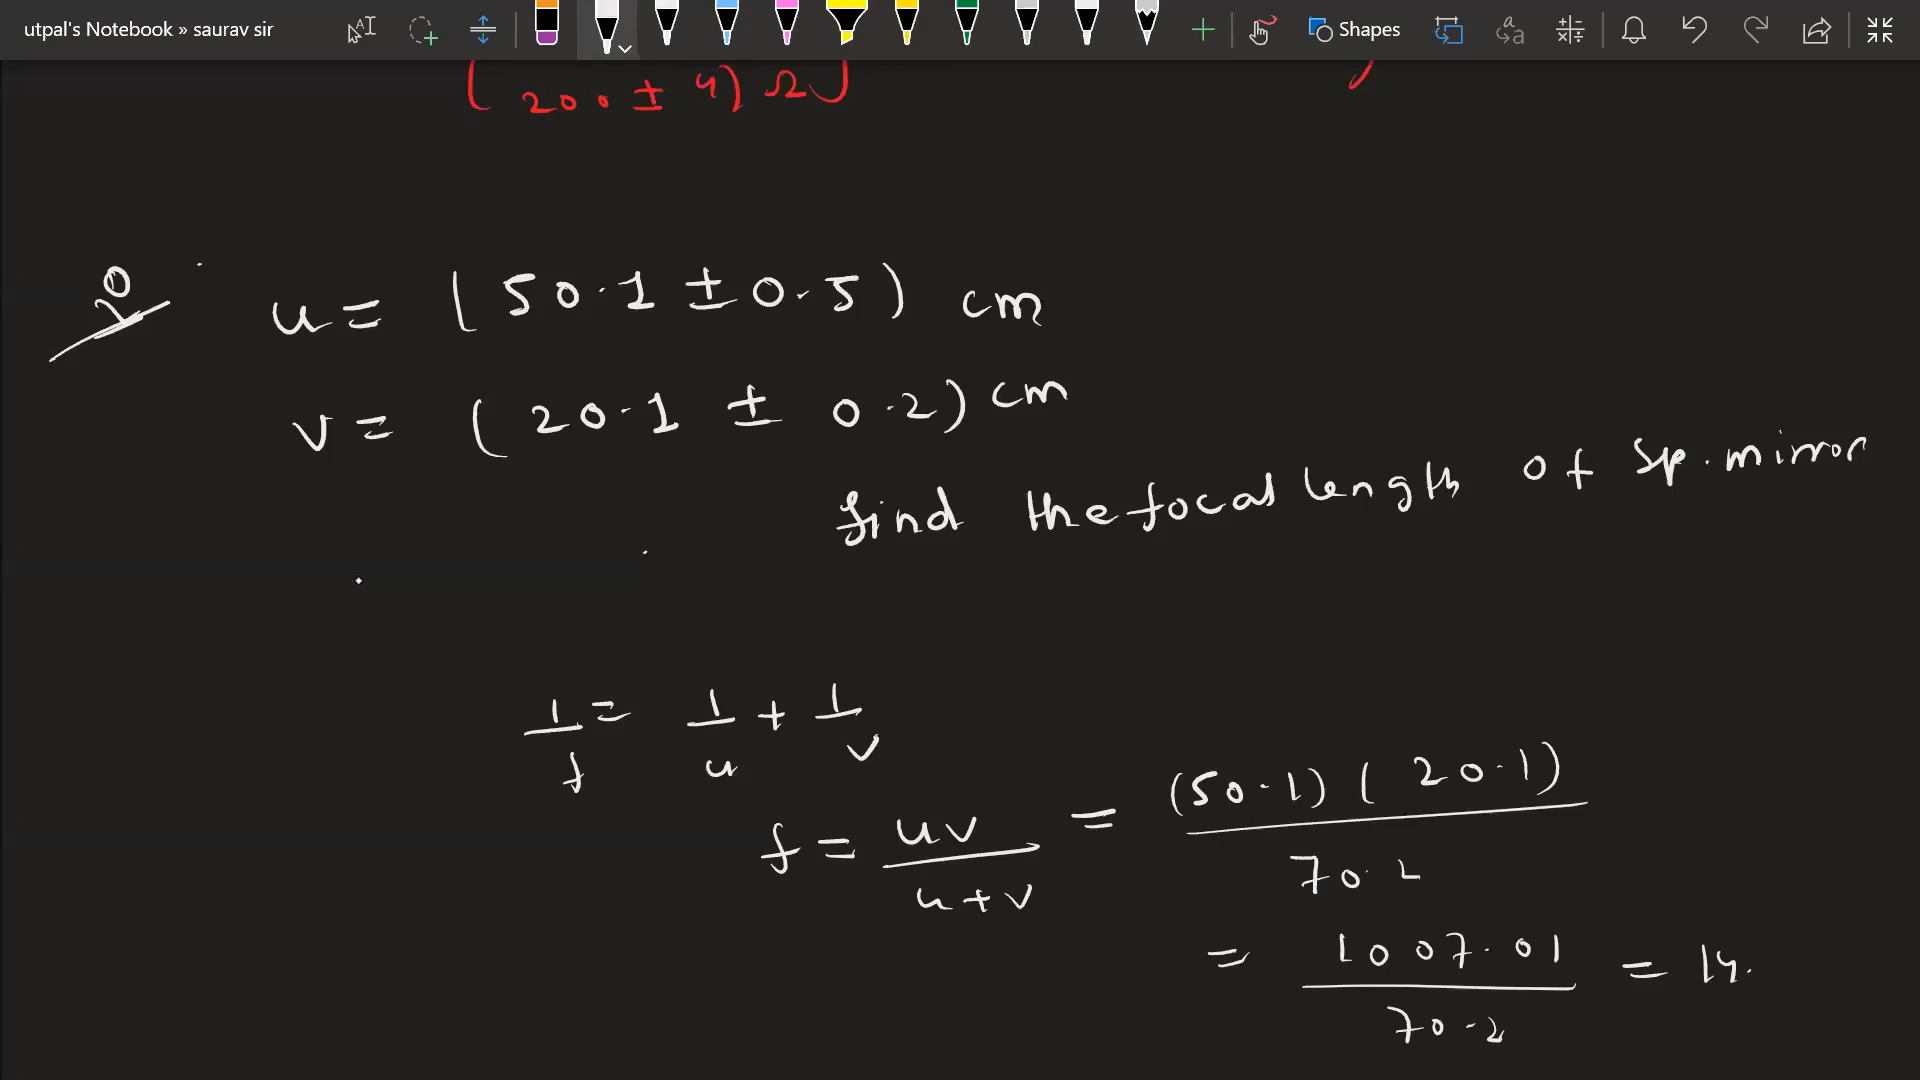 utpal's Notebook » saurav sir
Shapes
200 ± 4) Ω
Q
u = (50.1 ± 0.5) cm
v = (20.1 ± 0.2) cm
find the focal length of sp. mirror
1/f = 1/u + 1/v
f = uv/u+v = (50.1) (20.1)/70.2
= 1007.01/70.2 = 14.